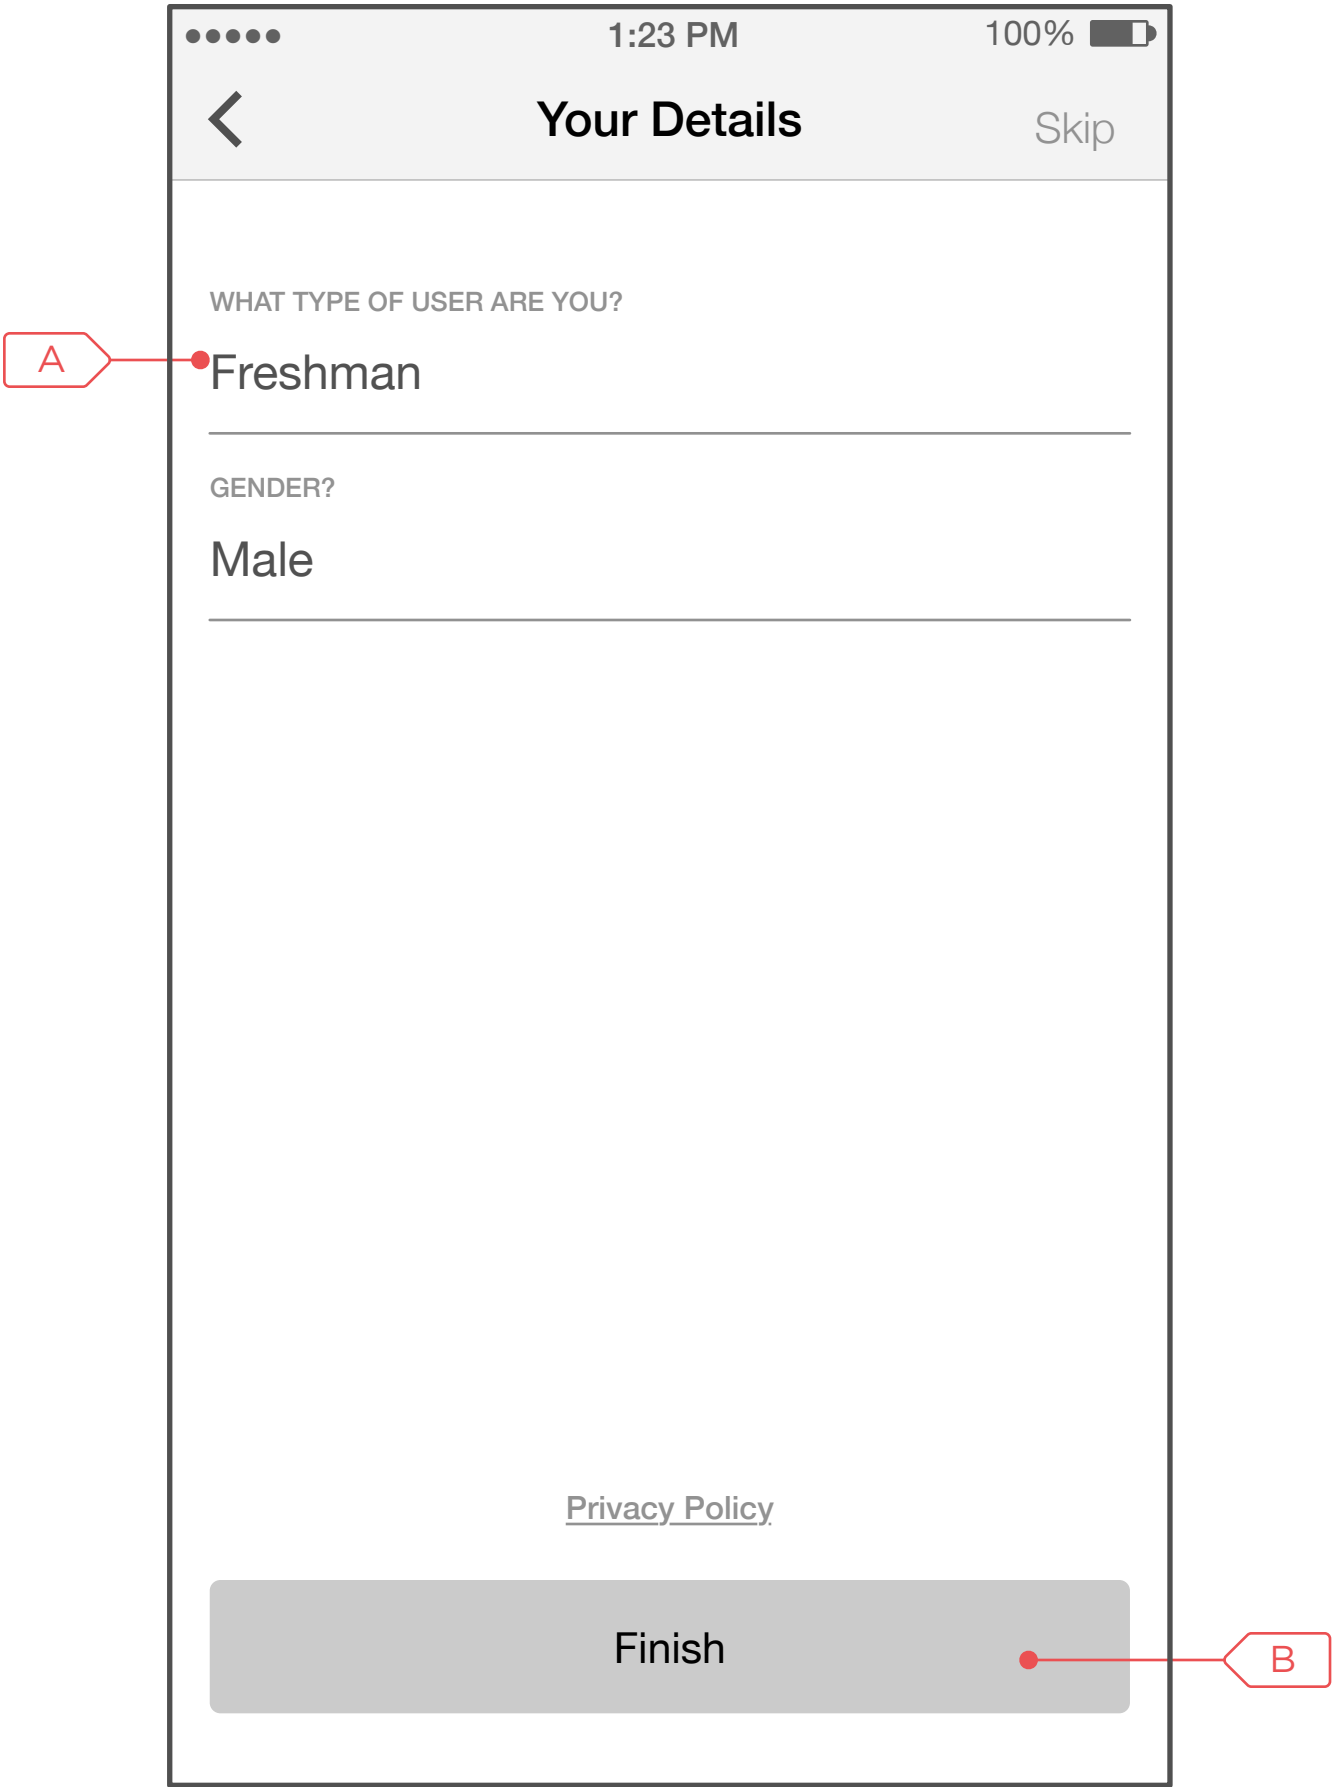 1:23 PM 100%
Your Details Skip
WHAT TYPE OF USER ARE YOU?
A Freshman
GENDER?
Male
Privacy Policy
Finish
B